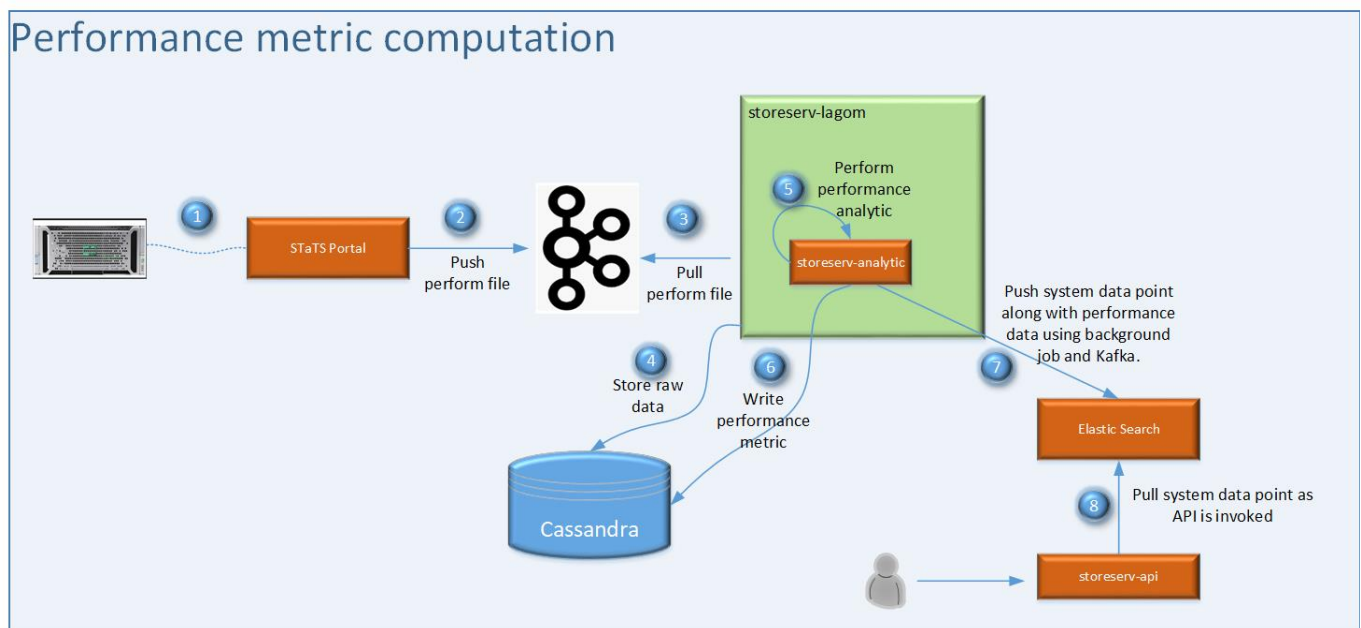 Performance metric computation
storeserv-lagom
Perform
performance
analytic
5
1
2
3
STaTS Portal
storeserv-analytic
Push
perform file
Pull
perform file
Push system data point
along with performance
data using background
job and Kafka.
4
6
7
Store raw
data
Write
performance
metric
Elastic Search
Cassandra
8
Pull system data point as
API is invoked
storeserv-api